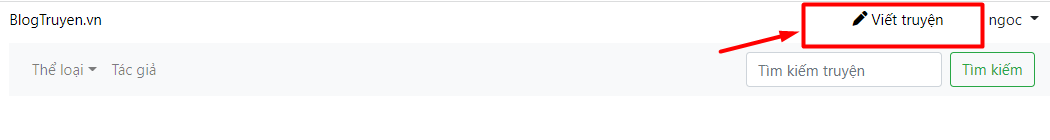 BlogTruyen.vn Viết truyện ngoc
Thể loại Tác giả Tìm kiếm truyện Tìm kiếm